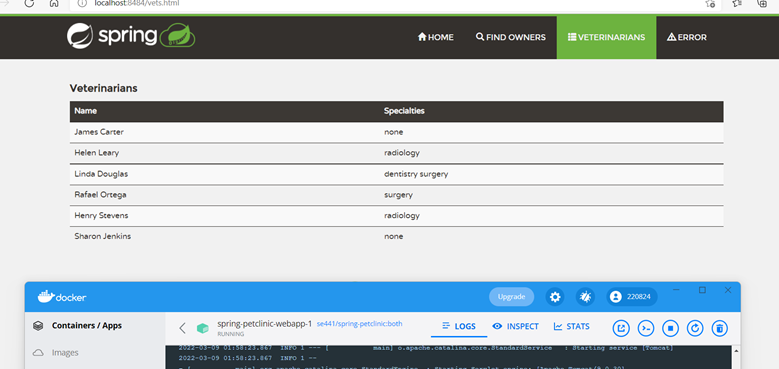 localhost:8484/vets.html
spring
HOME FIND OWNERS VETERINARIANS ERROR
Veterinarians
Name Specialties
James Carter none
Helen Leary radiology
Linda Douglas dentistry surgery
Rafael Ortega surgery
Henry Stevens radiology
Sharon Jenkins none
docker Upgrade 220824
Containers / Apps
spring-petclinic-webapp-1 se441/spring-petclinic:both
RUNNING
LOGS INSPECT STATS
Images
2022-03-09 01:58:23.867 INFO 1 --- [ main] o.apache.catalina.core.StandardService : Starting service [Tomcat]
2022-03-09 01:58:23.867 INFO 1 --